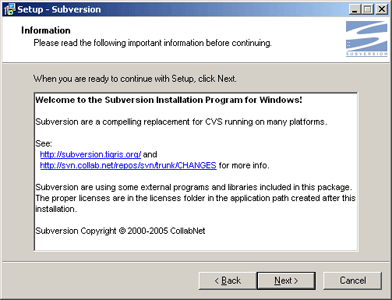 Setup - Subversion
Information
Please read the following important information before continuing.
SUBVERSION
When you are ready to continue with Setup, click Next.
Welcome to the Subversion Installation Program for Windows!
Subversion are a compelling replacement for CVS running on many platforms.
See:
http://subversion.tigris.org/ and
http://svn.collab.net/repos/svn/trunk/CHANGES for more info.
Subversion are using some external programs and libraries included in this package.
The proper licenses are in the licenses folder in the application path created after this
installation.
Subversion Copyright © 2000-2005 CollabNet
< Back
Next >
Cancel